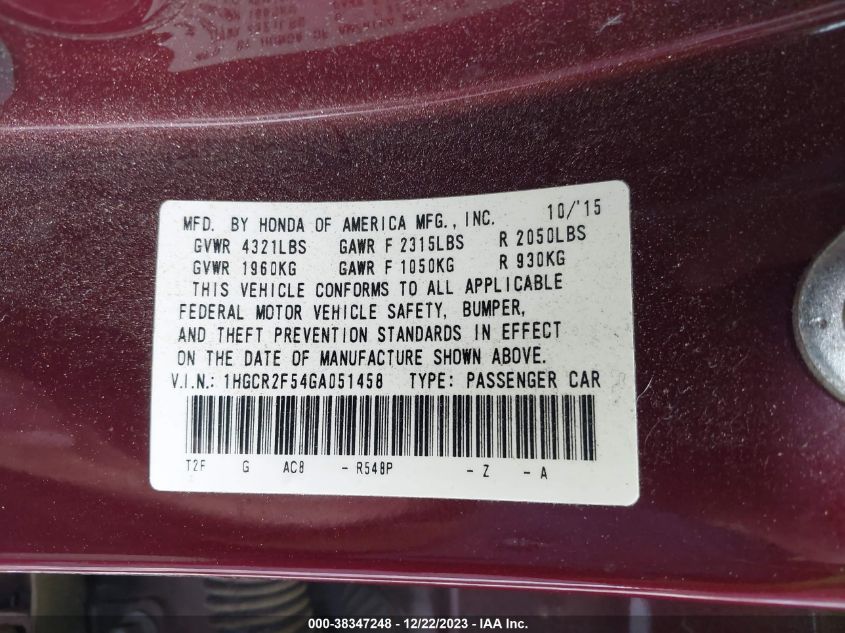 MFD. BY HONDA OF AMERICA MFG., INC. 10/'15
GVWR 4321LBS GAWR F 2315LBS R 2050LBS
GVWR 1960KG GAWR F 1050KG R 930KG
THIS VEHICLE CONFORMS TO ALL APPLICABLE
FEDERAL MOTOR VEHICLE SAFETY, BUMPER,
AND THEFT PREVENTION STANDARDS IN EFFECT
ON THE DATE OF MANUFACTURE SHOWN ABOVE.
V.I.N.: 1HGCR2F54GA051458 TYPE: PASSENGER CAR
T2F G AC8 - R548P - Z - A
000-38347248 - 12/22/2023 - IAA Inc.